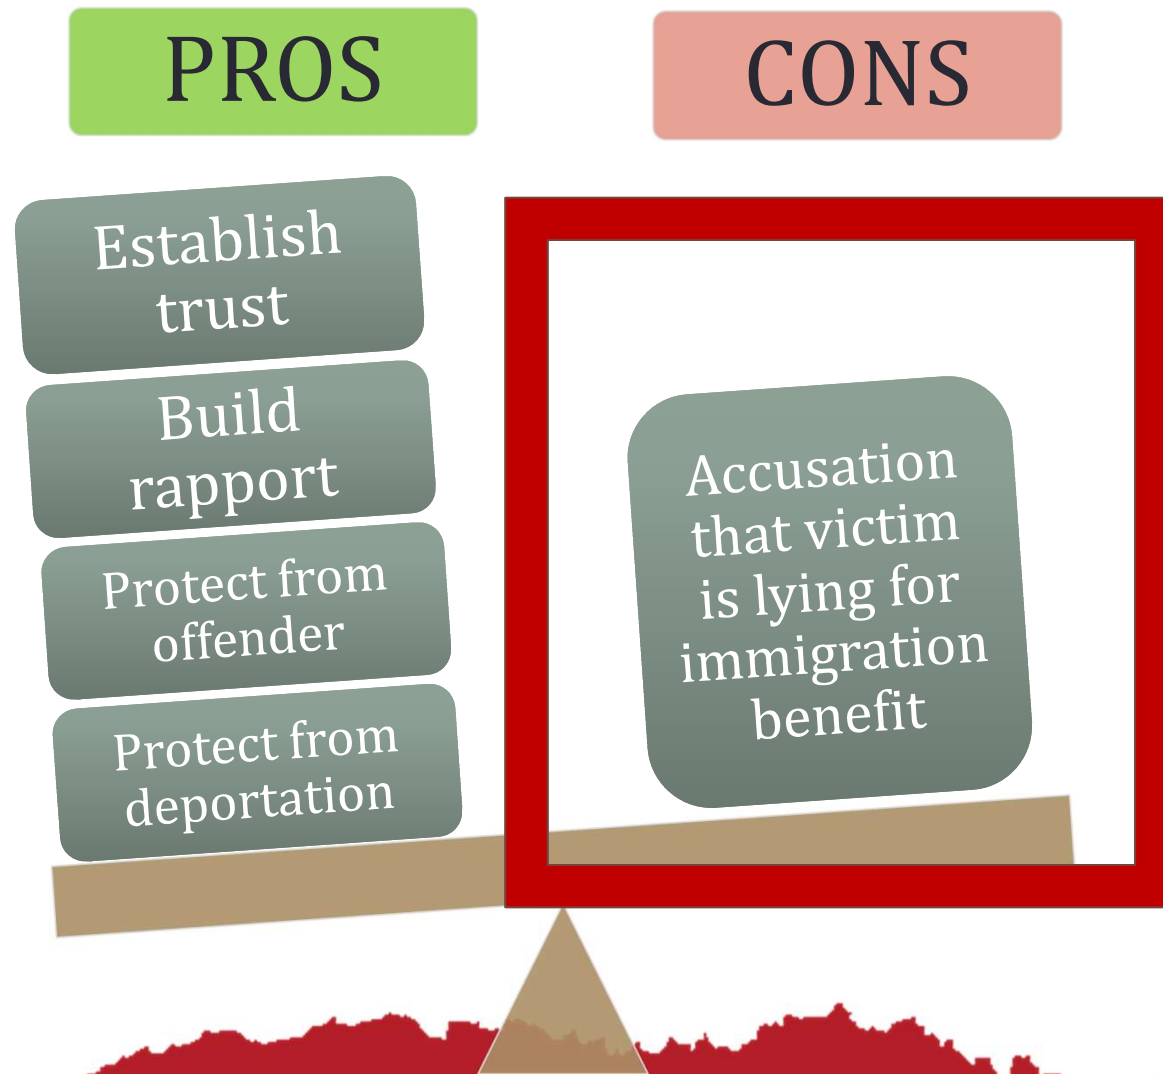 PROS
CONS
Establish
trust
Build
rapport
Protect from
offender
Protect from
deportation
Accusation
that victim
is lying for
immigration
benefit